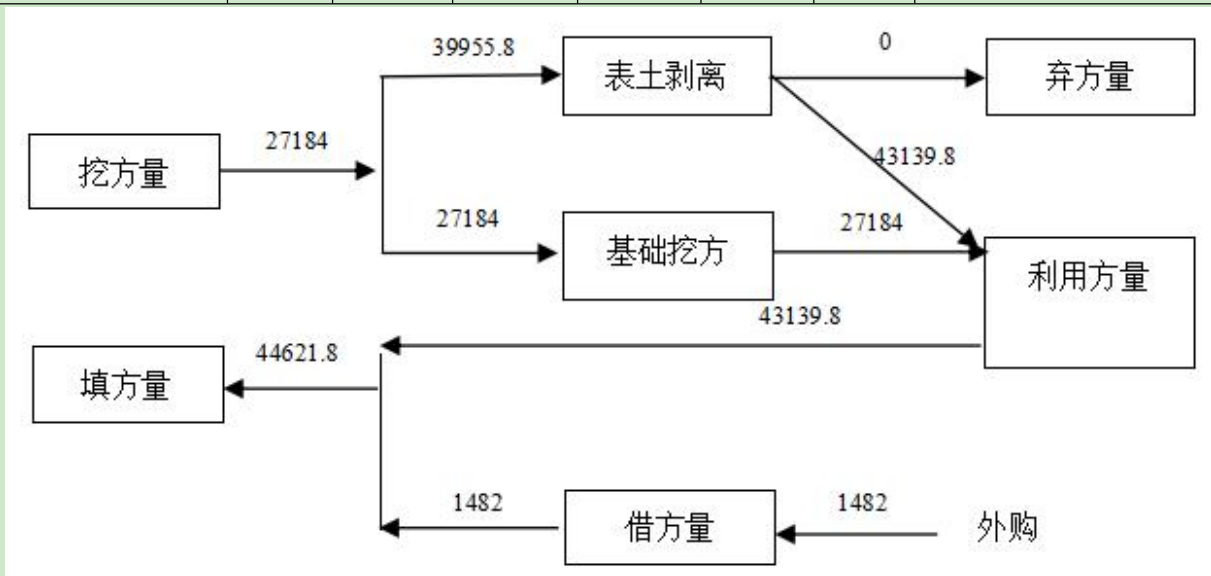 39955.8
0
表土剥离
弃方量
27184
43139.8
挖方量
27184
27184
基础挖方
利用方量
43139.8
44621.8
填方量
1482
1482
借方量
外购